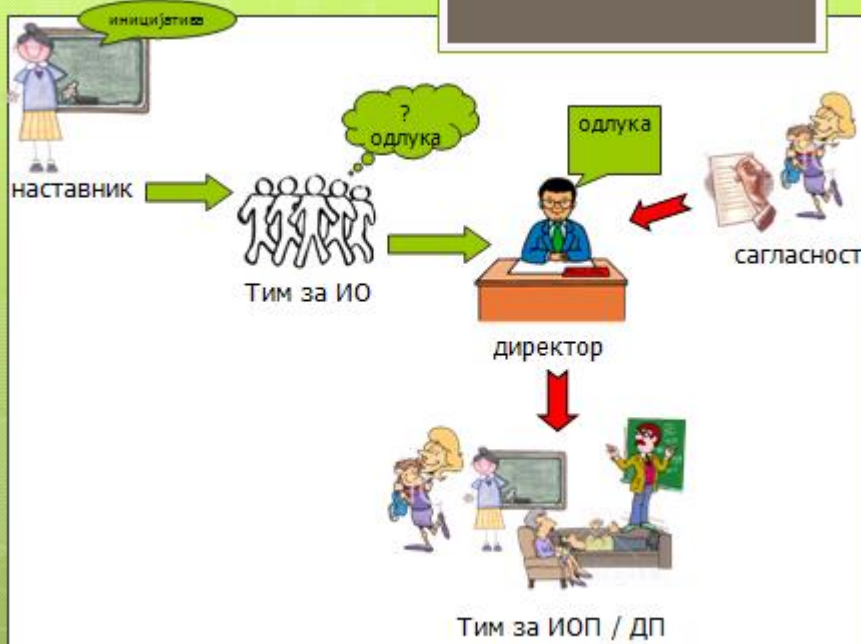 иницијатива
?
одлука
одлука
наставник
сагласност
Тим за ИО
директор
Тим за ИОП / ДП